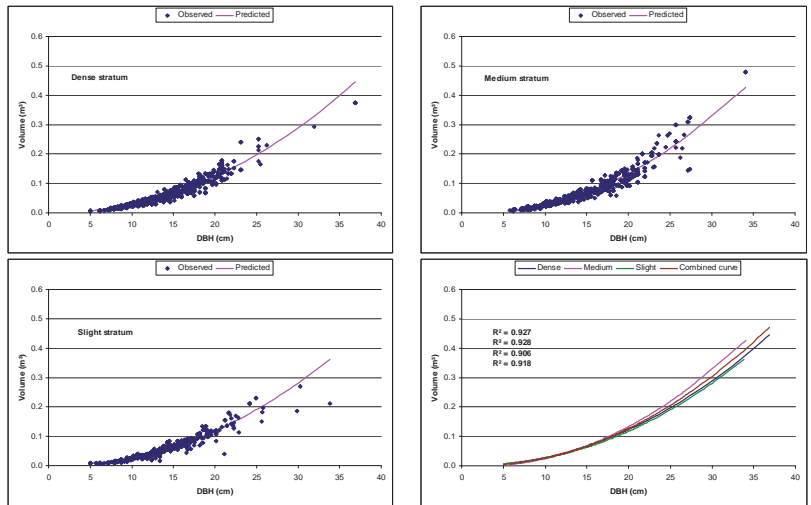 Observed Predicted
0.6
0.5
0.4
0.3
0.2
0.1
0.0
Volume (m³)
Dense stratum
0 5 10 15 20 25 30 35 40
DBH (cm)
Observed Predicted
0.6
0.5
0.4
0.3
0.2
0.1
0.0
Volume (m³)
Medium stratum
0 5 10 15 20 25 30 35 40
DBH (cm)
Observed Predicted
0.6
0.5
0.4
0.3
0.2
0.1
0.0
Volume (m³)
Slight stratum
0 5 10 15 20 25 30 35 40
DBH (cm)
Dense Medium Slight Combined curve
0.6
0.5
0.4
0.3
0.2
0.1
0.0
Volume (m³)
R² = 0.927
R² = 0.928
R² = 0.906
R² = 0.918
0 5 10 15 20 25 30 35 40
DBH (cm)